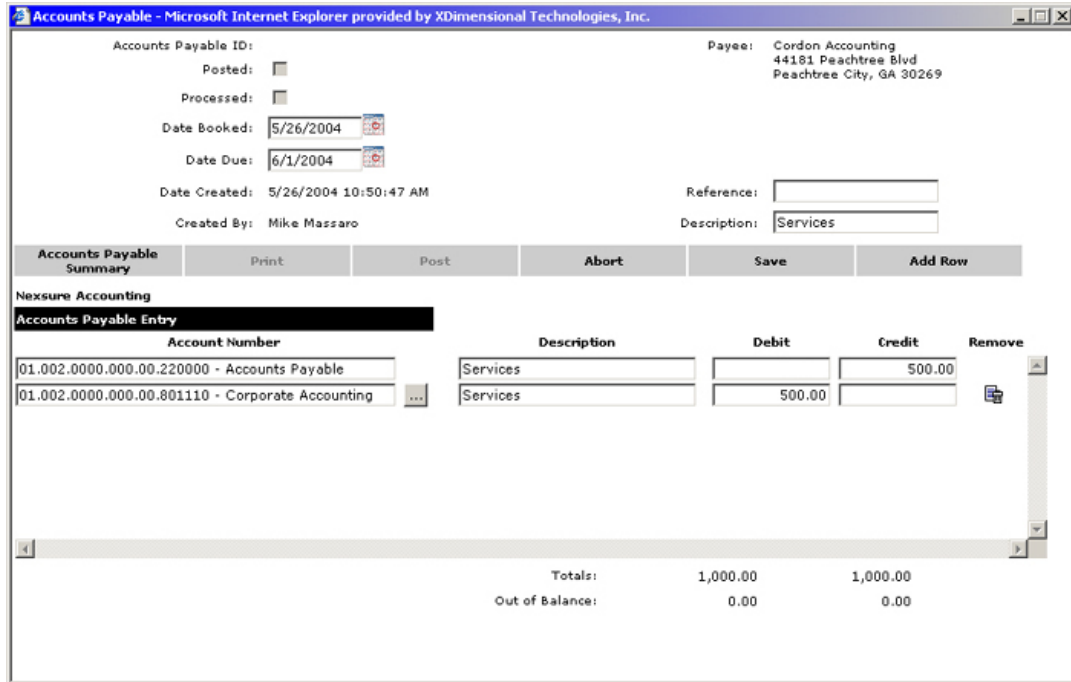 Accounts Payable - Microsoft Internet Explorer provided by XDimensional Technologies, Inc.
Accounts Payable ID:
Payee: Cordon Accounting
44181 Peachtree Blvd
Peachtree City, GA 30269
Posted:
Processed:
Date Booked: 5/26/2004
Date Due: 6/1/2004
Date Created: 5/26/2004 10:50:47 AM
Reference:
Created By: Mike Massaro
Description: Services
Accounts Payable Summary Print Post Abort Save Add Row
Nexsure Accounting
Accounts Payable Entry
Account Number Description Debit Credit Remove
01.002.0000.000.00.220000 - Accounts Payable Services 500.00
01.002.0000.000.00.801110 - Corporate Accounting ... Services 500.00
Totals: 1,000.00 1,000.00
Out of Balance: 0.00 0.00